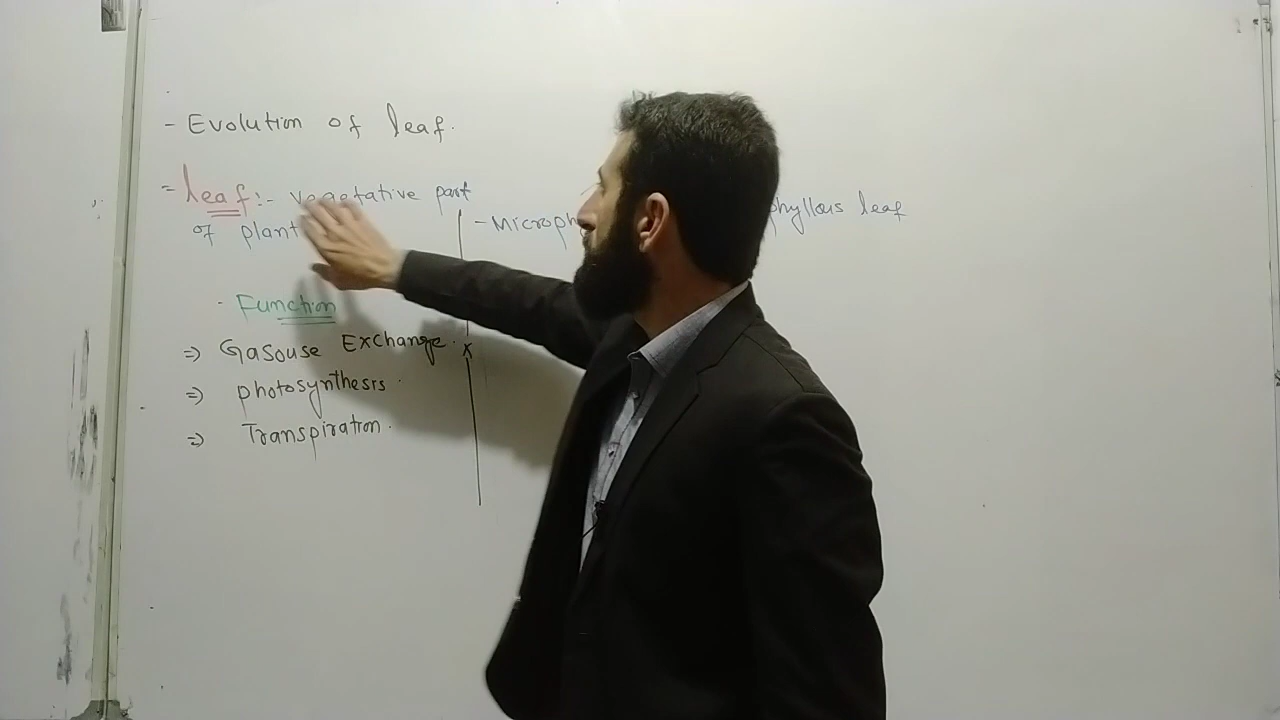 - Evolution of leaf.
= leaf :- vegetative part
of plant
- Microph
phyllous leaf
- Function
=> Gasouse Exchange.
=> photosynthesis.
=> Transpiration.